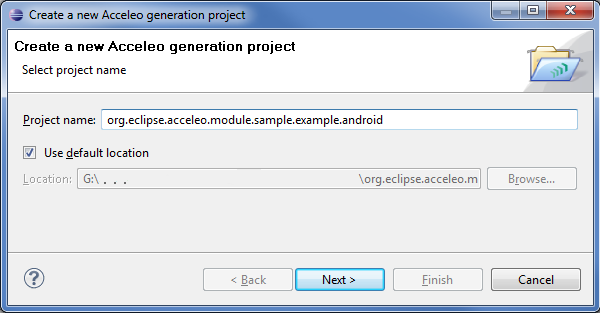 Create a new Acceleo generation project
Create a new Acceleo generation project
Select project name
Project name: org.eclipse.acceleo.module.sample.example.android
Use default location
Location: G:\ . . . \org.eclipse.acceleo.m Browse...
? < Back Next > Finish Cancel